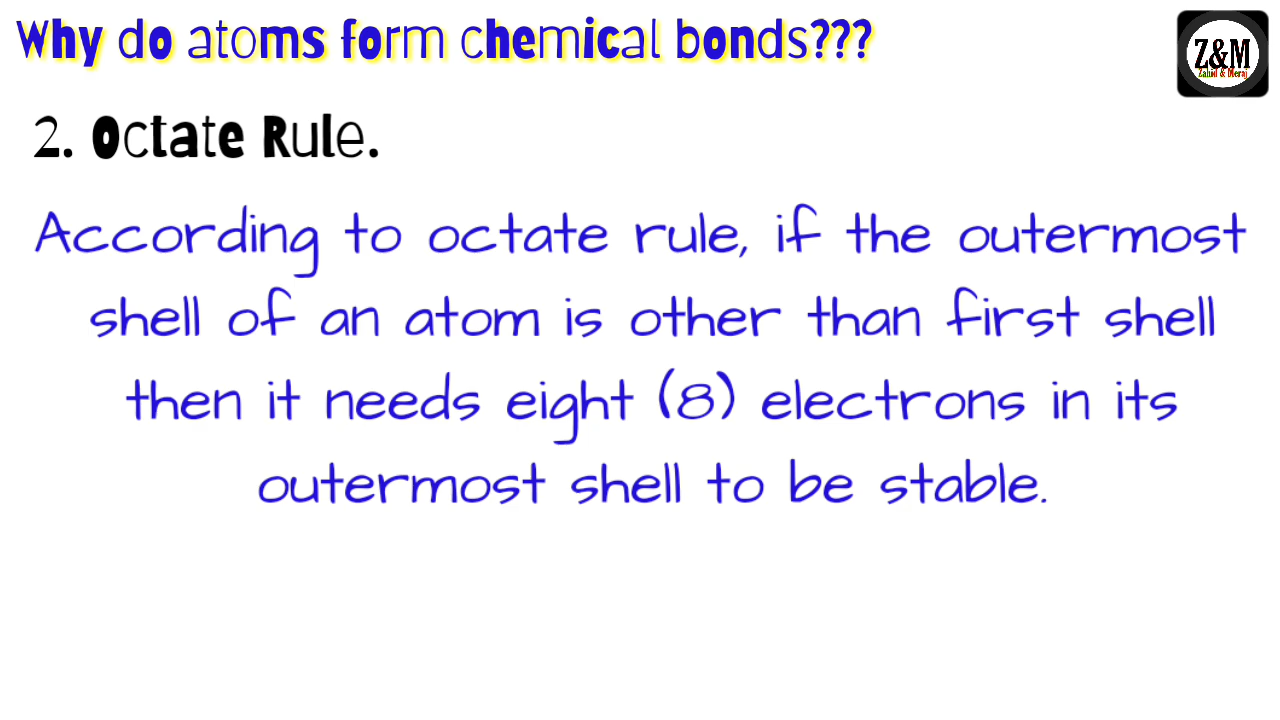 Why do atoms form chemical bonds???
Z&M
Zahid & Meraj
2. Octate Rule.
According to octate rule, if the outermost
shell of an atom is other than first shell
then it needs eight (8) electrons in its
outermost shell to be stable.